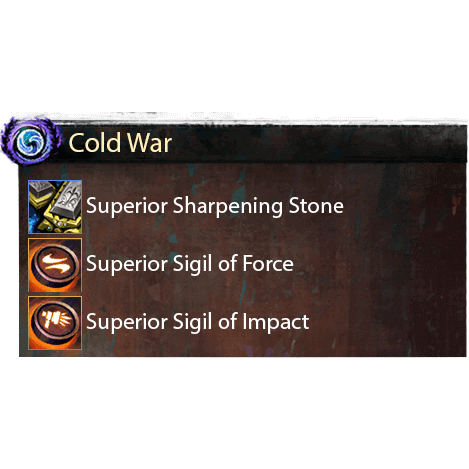 Cold War
Superior Sharpening Stone
Superior Sigil of Force
Superior Sigil of Impact